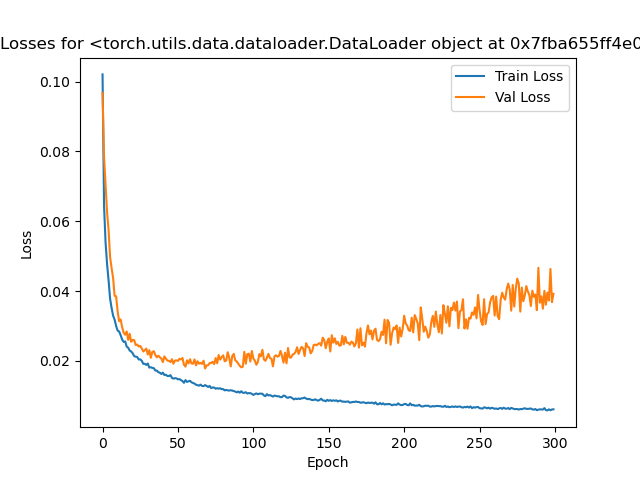 Losses for <torch.utils.data.dataloader.DataLoader object at 0x7fba655ff4e0
Train Loss
Val Loss
0.10
0.08
0.06
0.04
0.02
Loss
0
50
100
150
200
250
300
Epoch